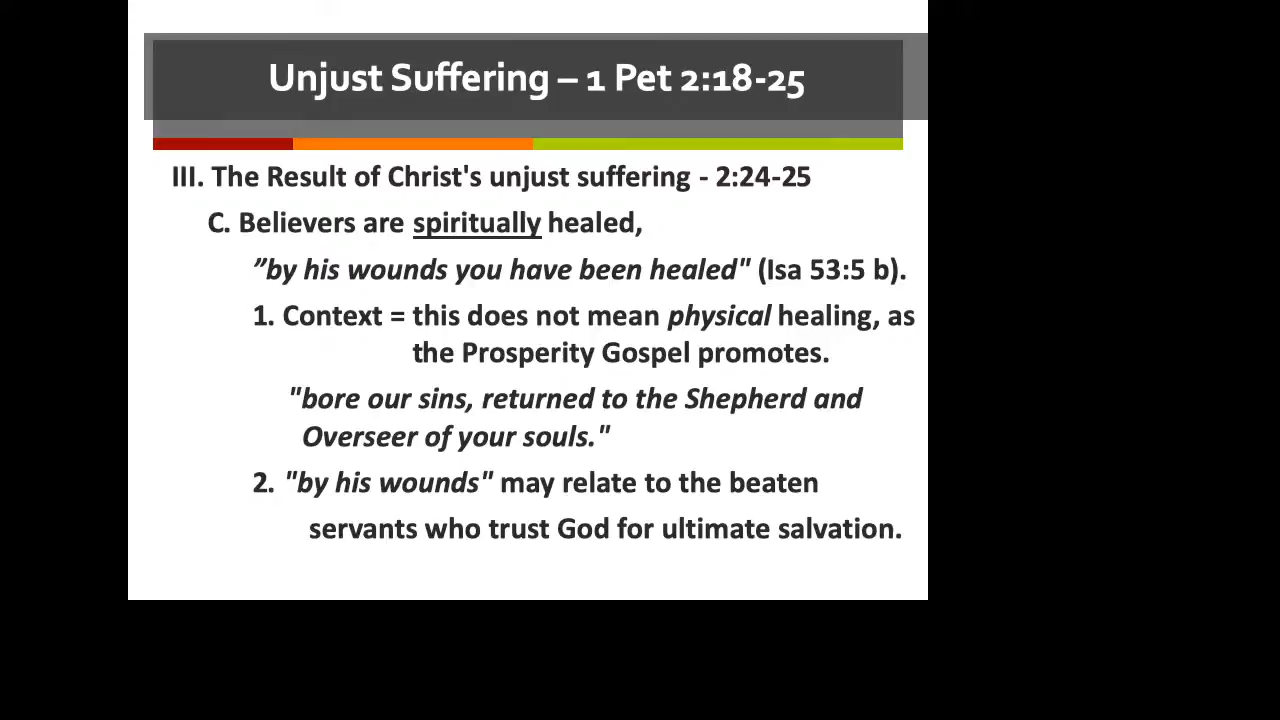 Unjust Suffering – 1 Pet 2:18-25
III. The Result of Christ's unjust suffering - 2:24-25
C. Believers are spiritually healed,
”by his wounds you have been healed" (Isa 53:5 b).
1. Context = this does not mean physical healing, as
the Prosperity Gospel promotes.
"bore our sins, returned to the Shepherd and
Overseer of your souls."
2. "by his wounds" may relate to the beaten
servants who trust God for ultimate salvation.